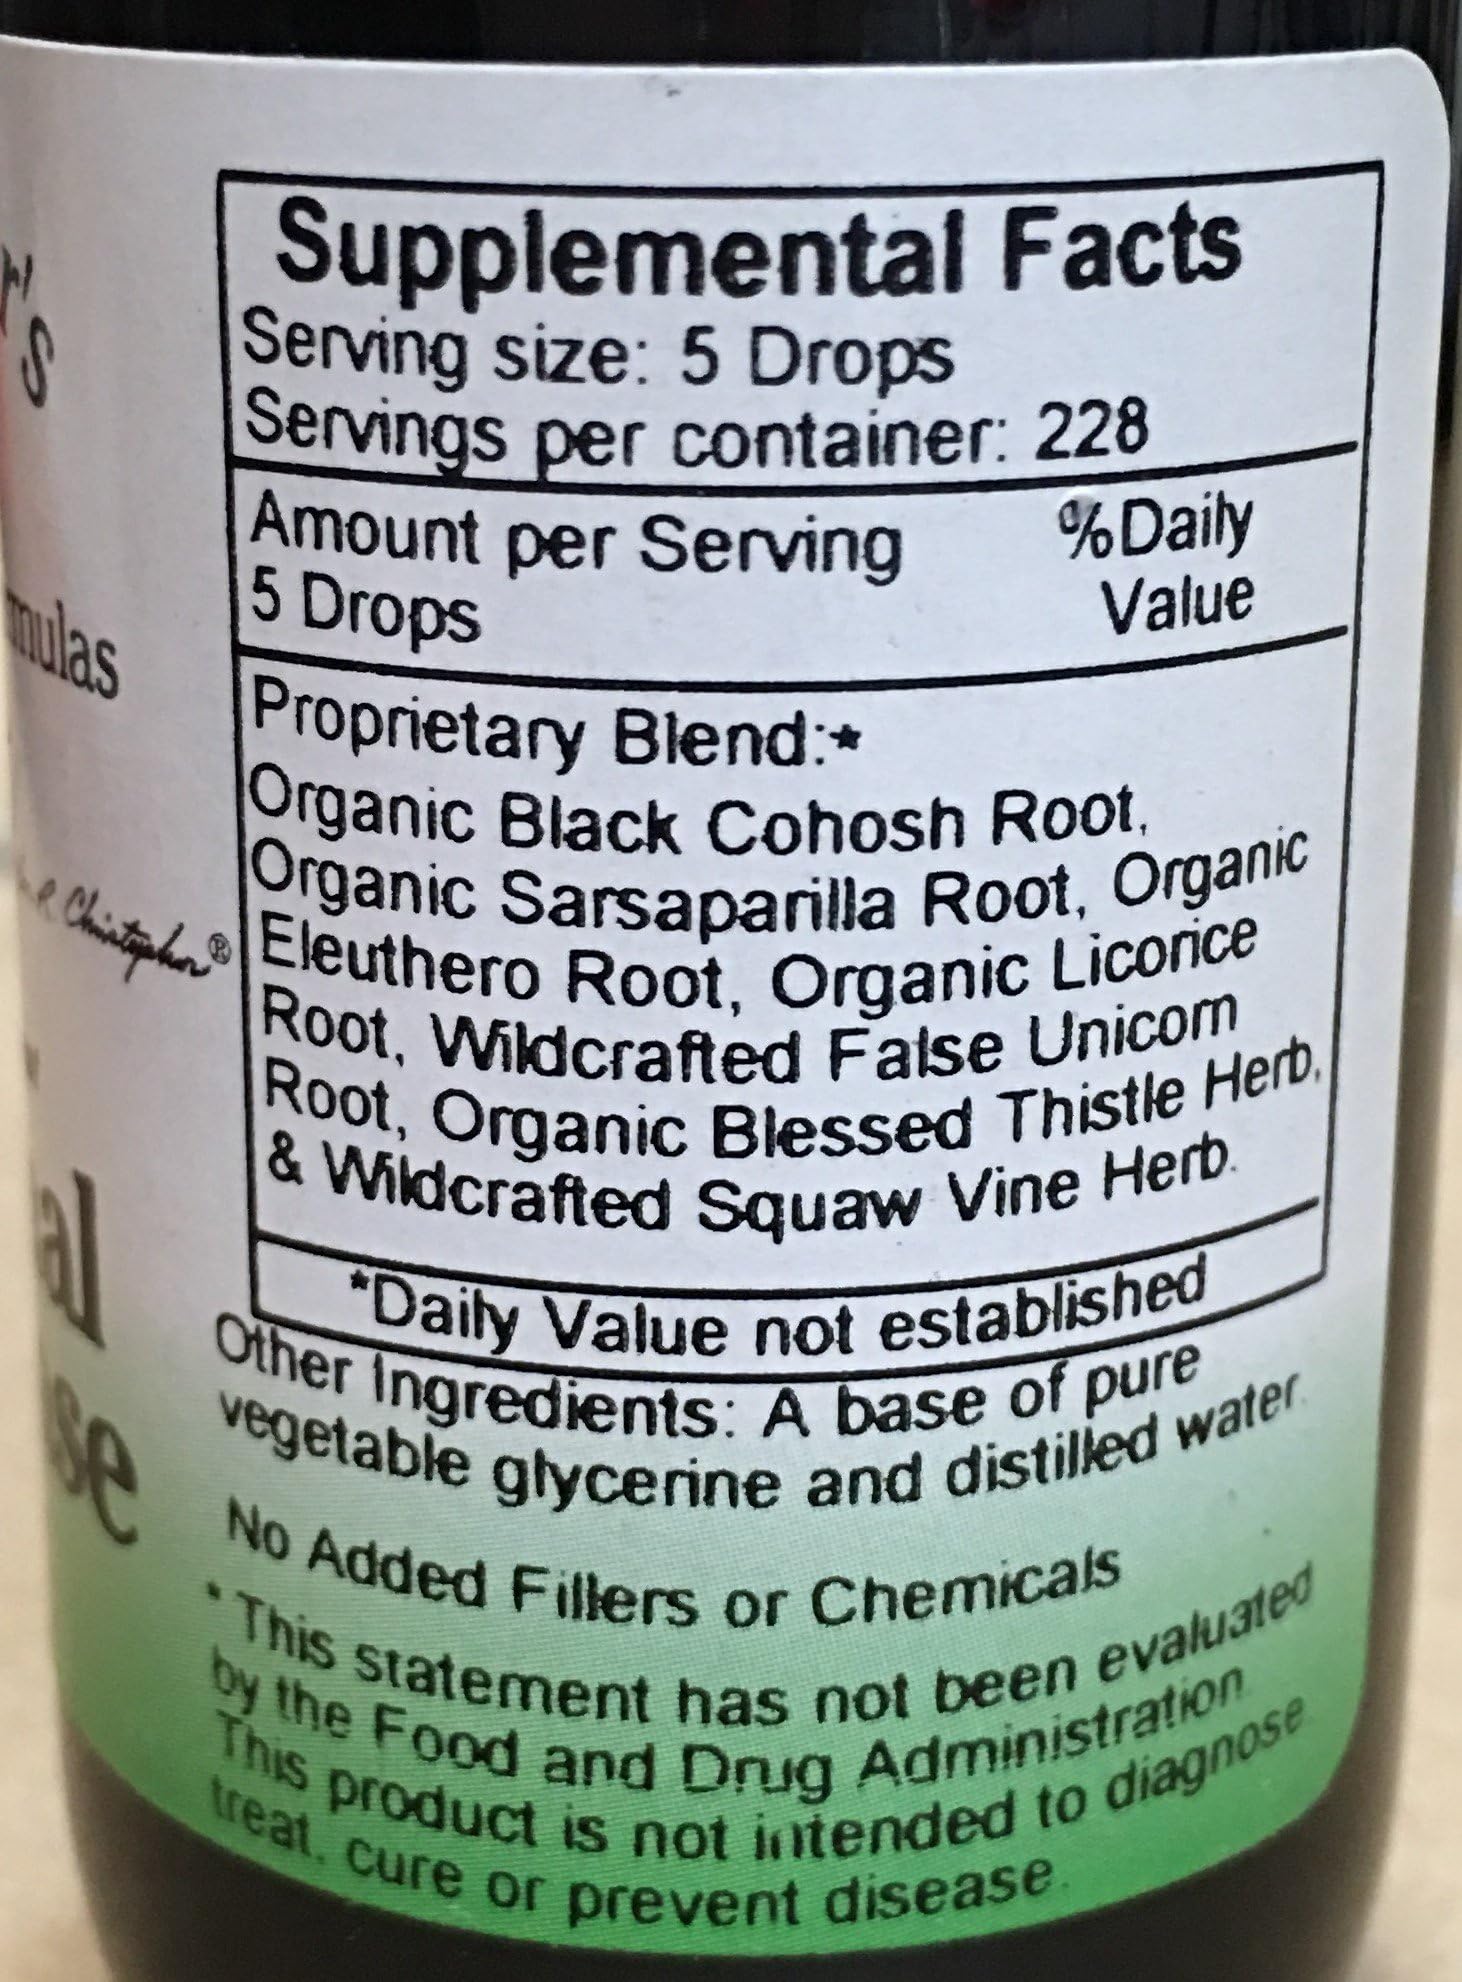 Supplemental Facts
Serving size: 5 Drops
Servings per container: 228
Amount per Serving %Daily
5 Drops Value
Proprietary Blend:*
Organic Black Cohosh Root,
Organic Sarsaparilla Root, Organic
Eleuthero Root, Organic Licorice
Root, Wildcrafted False Unicorn
Root, Organic Blessed Thistle Herb,
& Wildcrafted Squaw Vine Herb.
*Daily Value not established
Other Ingredients: A base of pure
vegetable glycerine and distilled water.
No Added Fillers or Chemicals
* This statement has not been evaluated
by the Food and Drug Administration.
This product is not intended to diagnose
treat, cure or prevent disease.
r's
mulas
R. Christopher®
al
se